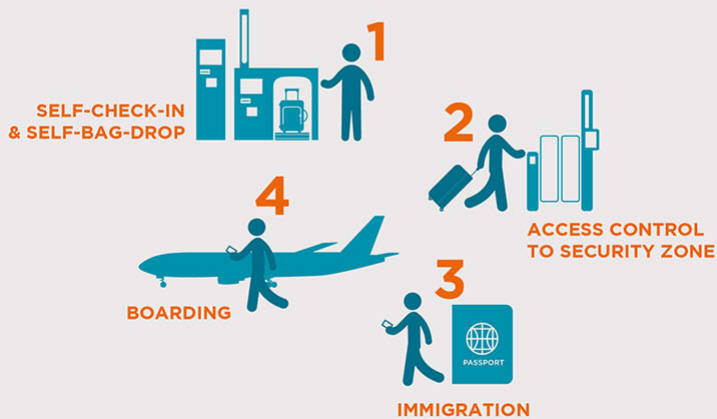 1
SELF-CHECK-IN
& SELF-BAG-DROP
2
ACCESS CONTROL
TO SECURITY ZONE
3
PASSPORT
IMMIGRATION
4
BOARDING